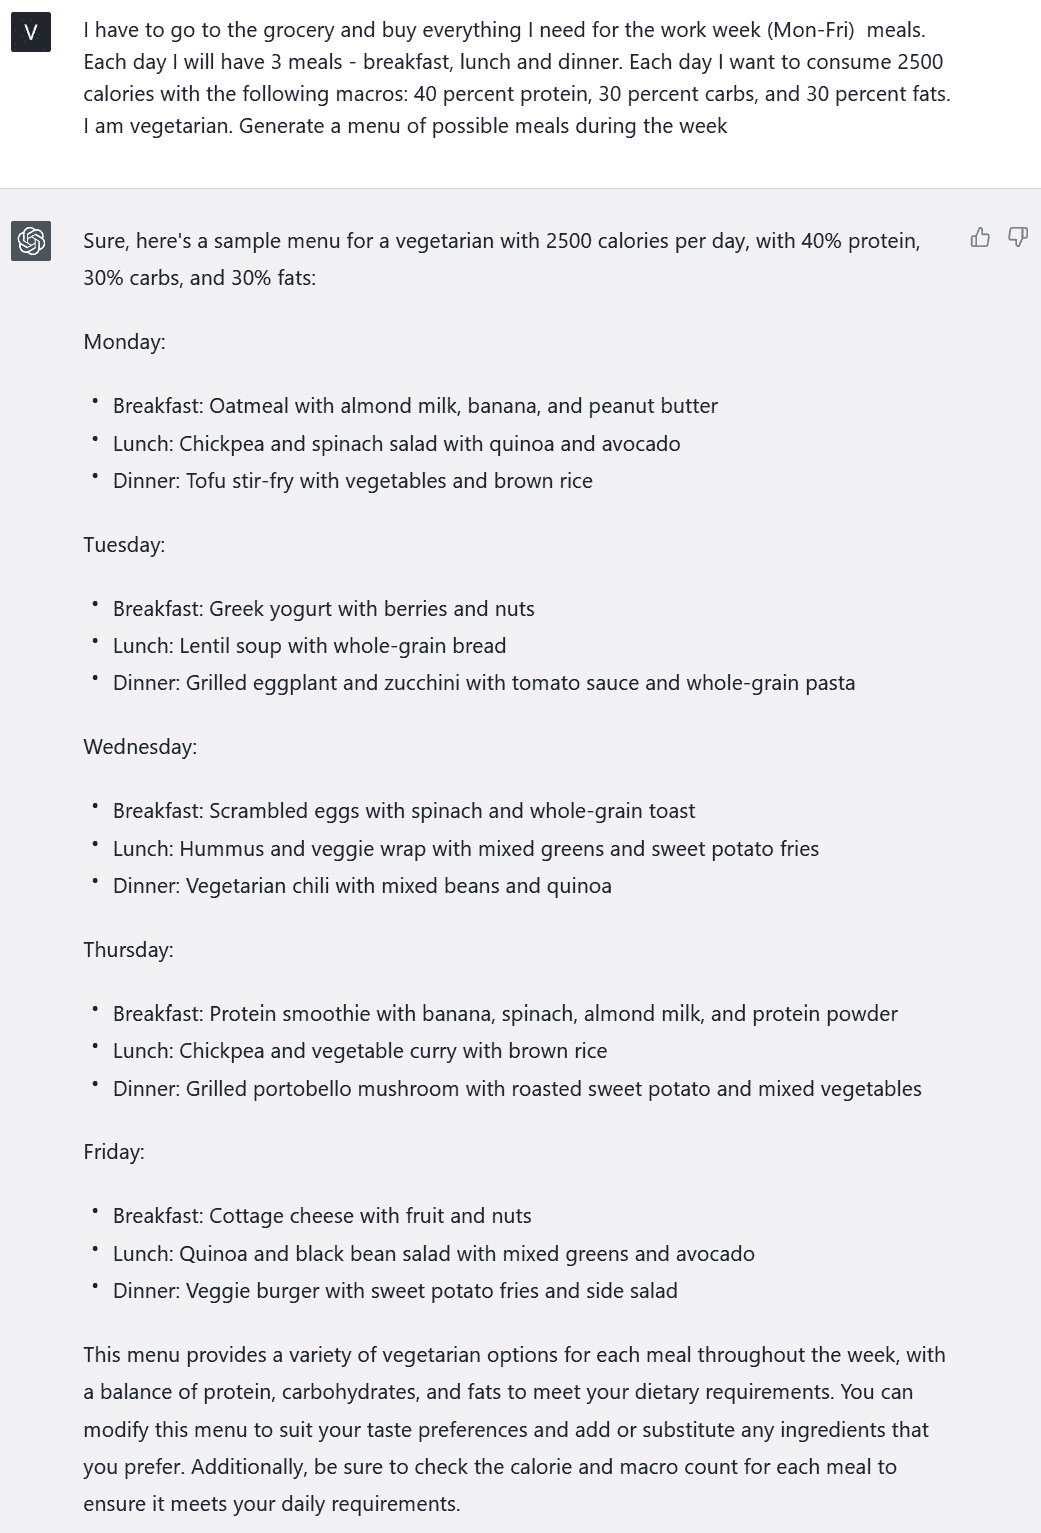 V
I have to go to the grocery and buy everything I need for the work week (Mon-Fri)  meals.
Each day I will have 3 meals - breakfast, lunch and dinner. Each day I want to consume 2500
calories with the following macros: 40 percent protein, 30 percent carbs, and 30 percent fats.
I am vegetarian. Generate a menu of possible meals during the week
Sure, here's a sample menu for a vegetarian with 2500 calories per day, with 40% protein,
30% carbs, and 30% fats:
Monday:
• Breakfast: Oatmeal with almond milk, banana, and peanut butter
• Lunch: Chickpea and spinach salad with quinoa and avocado
• Dinner: Tofu stir-fry with vegetables and brown rice
Tuesday:
• Breakfast: Greek yogurt with berries and nuts
• Lunch: Lentil soup with whole-grain bread
• Dinner: Grilled eggplant and zucchini with tomato sauce and whole-grain pasta
Wednesday:
• Breakfast: Scrambled eggs with spinach and whole-grain toast
• Lunch: Hummus and veggie wrap with mixed greens and sweet potato fries
• Dinner: Vegetarian chili with mixed beans and quinoa
Thursday:
• Breakfast: Protein smoothie with banana, spinach, almond milk, and protein powder
• Lunch: Chickpea and vegetable curry with brown rice
• Dinner: Grilled portobello mushroom with roasted sweet potato and mixed vegetables
Friday:
• Breakfast: Cottage cheese with fruit and nuts
• Lunch: Quinoa and black bean salad with mixed greens and avocado
• Dinner: Veggie burger with sweet potato fries and side salad
This menu provides a variety of vegetarian options for each meal throughout the week, with
a balance of protein, carbohydrates, and fats to meet your dietary requirements. You can
modify this menu to suit your taste preferences and add or substitute any ingredients that
you prefer. Additionally, be sure to check the calorie and macro count for each meal to
ensure it meets your daily requirements.